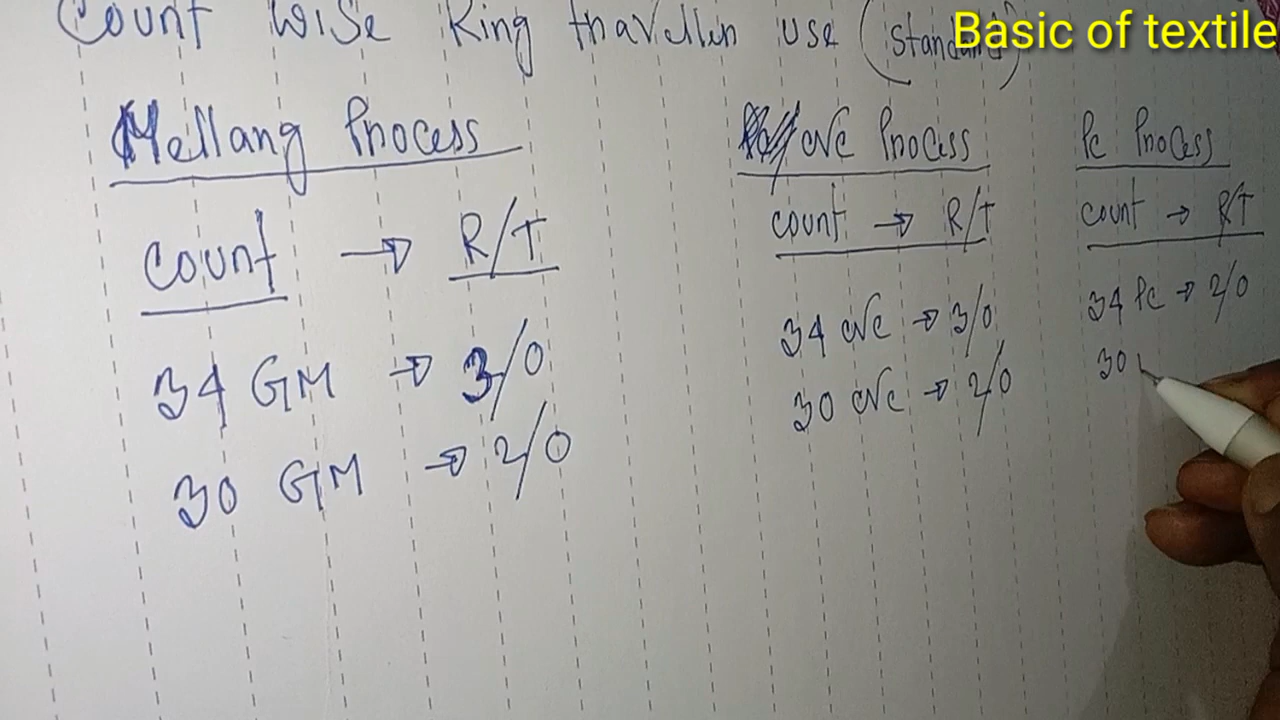 Count wise Ring traveller use (Standard)
Basic of textile
Mellang Process
Count → R/T
34 GM → 3/0
30 GM → 2/0
CVC Process
Count → R/T
34 CVC → 3/0
30 CVC → 2/0
Pc Process
Count → R/T
34 Pc → 2/0
30